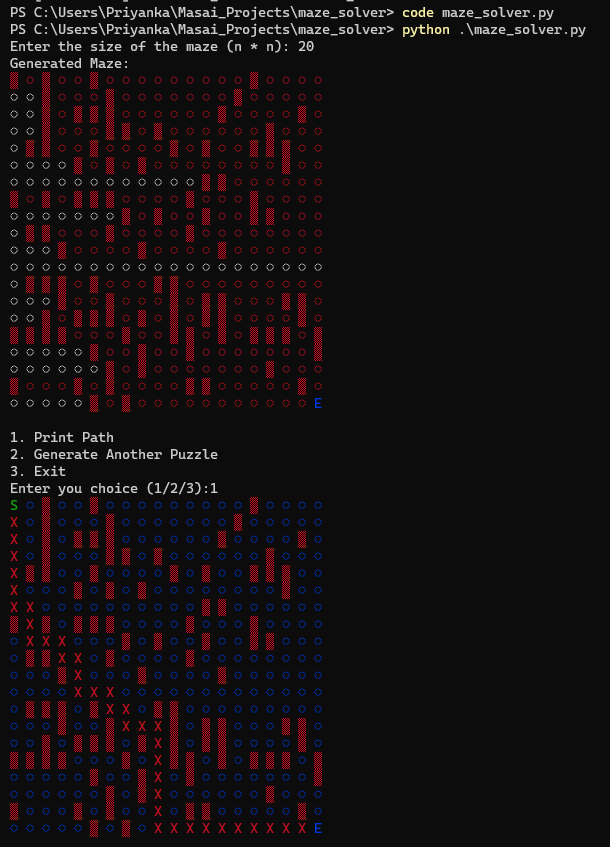 PS C:\Users\Priyanka\Masai_Projects\maze_solver> code maze_solver.py
PS C:\Users\Priyanka\Masai_Projects\maze_solver> python .\maze_solver.py
Enter the size of the maze (n * n): 20
Generated Maze:
E
1. Print Path
2. Generate Another Puzzle
3. Exit
Enter you choice (1/2/3):1
S
X
X
X
X
X
X X
X
X X X
X X
X
X X X
X X
X X X
X
X
X
X
X
X X X X X X X X X X E